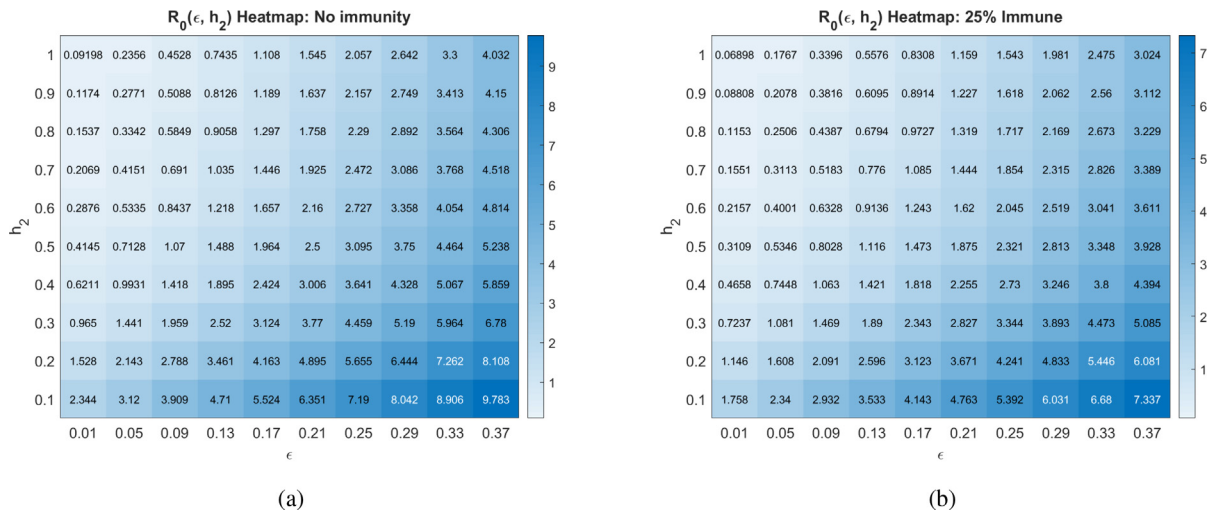 R₀(ϵ, h₂) Heatmap: No immunity
1 0.09198 0.2356 0.4528 0.7435 1.108 1.545 2.057 2.642 3.3 4.032
0.9 0.1174 0.2771 0.5088 0.8126 1.189 1.637 2.157 2.749 3.413 4.15
0.8 0.1537 0.3342 0.5849 0.9058 1.297 1.758 2.29 2.892 3.564 4.306
0.7 0.2069 0.4151 0.691 1.035 1.446 1.925 2.472 3.086 3.768 4.518
0.6 0.2876 0.5335 0.8437 1.218 1.657 2.16 2.727 3.358 4.054 4.814
0.5 0.4145 0.7128 1.07 1.488 1.964 2.5 3.095 3.75 4.464 5.238
0.4 0.6211 0.9931 1.418 1.895 2.424 3.006 3.641 4.328 5.067 5.859
0.3 0.965 1.441 1.959 2.52 3.124 3.77 4.459 5.19 5.964 6.78
0.2 1.528 2.143 2.788 3.461 4.163 4.895 5.655 6.444 7.262 8.108
0.1 2.344 3.12 3.909 4.71 5.524 6.351 7.19 8.042 8.906 9.783
0.01 0.05 0.09 0.13 0.17 0.21 0.25 0.29 0.33 0.37
h₂
ϵ
9
8
7
6
5
4
3
2
1
(a)
R₀(ϵ, h₂) Heatmap: 25% Immune
1 0.06898 0.1767 0.3396 0.5576 0.8308 1.159 1.543 1.981 2.475 3.024
0.9 0.08808 0.2078 0.3816 0.6095 0.8914 1.227 1.618 2.062 2.56 3.112
0.8 0.1153 0.2506 0.4387 0.6794 0.9727 1.319 1.717 2.169 2.673 3.229
0.7 0.1551 0.3113 0.5183 0.776 1.085 1.444 1.854 2.315 2.826 3.389
0.6 0.2157 0.4001 0.6328 0.9136 1.243 1.62 2.045 2.519 3.041 3.611
0.5 0.3109 0.5346 0.8028 1.116 1.473 1.875 2.321 2.813 3.348 3.928
0.4 0.4658 0.7448 1.063 1.421 1.818 2.255 2.73 3.246 3.8 4.394
0.3 0.7237 1.081 1.469 1.89 2.343 2.827 3.344 3.893 4.473 5.085
0.2 1.146 1.608 2.091 2.596 3.123 3.671 4.241 4.833 5.446 6.081
0.1 1.758 2.34 2.932 3.533 4.143 4.763 5.392 6.031 6.68 7.337
0.01 0.05 0.09 0.13 0.17 0.21 0.25 0.29 0.33 0.37
h₂
ϵ
7
6
5
4
3
2
1
(b)